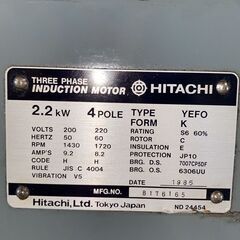 THREE PHASE
INDUCTION MOTOR HITACHI
2.2 kW 4 POLE TYPE YEFO
FORM K
VOLTS 200 220 RATING S6 60%
HERTZ 50 60 ROTOR C
RPM 1430 1720 INSULATION E
AMP'S 9.2 8.2 PROTECTION JP10
CODE H H BRG. D.S. 7007CP5DF
RULE JIS C 4004 BRG. O.S. 6306UU
VIBRATION V5 DATE 1985
MFG.NO. 8176165
Hitachi, Ltd. Tokyo Japan ND 24454